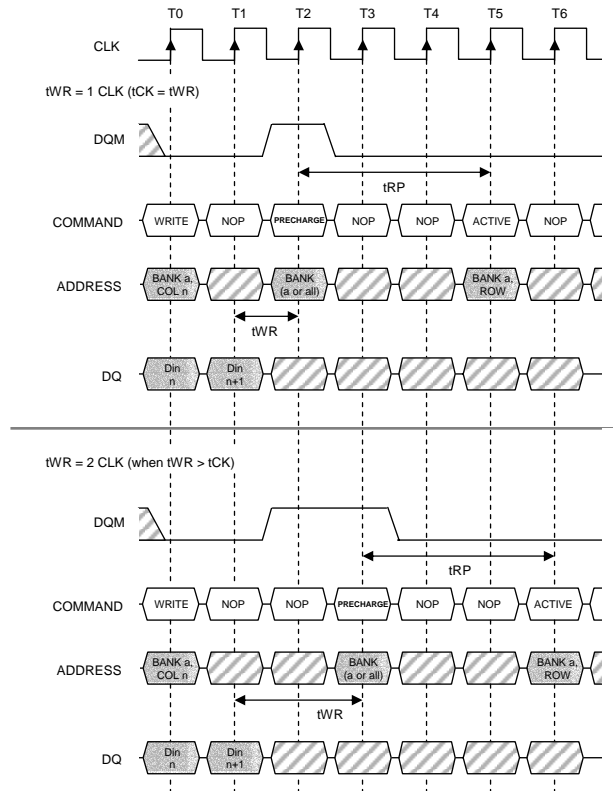 T0 T1 T2 T3 T4 T5 T6
CLK
tWR = 1 CLK (tCK = tWR)
DQM
tRP
COMMAND WRITE NOP PRECHARGE NOP NOP ACTIVE NOP
ADDRESS BANK a, COL n BANK (a or all) BANK a, ROW
tWR
DQ Din n Din n+1
tWR = 2 CLK (when tWR > tCK)
DQM
tRP
COMMAND WRITE NOP NOP PRECHARGE NOP NOP ACTIVE
ADDRESS BANK a, COL n BANK (a or all) BANK a, ROW
tWR
DQ Din n Din n+1